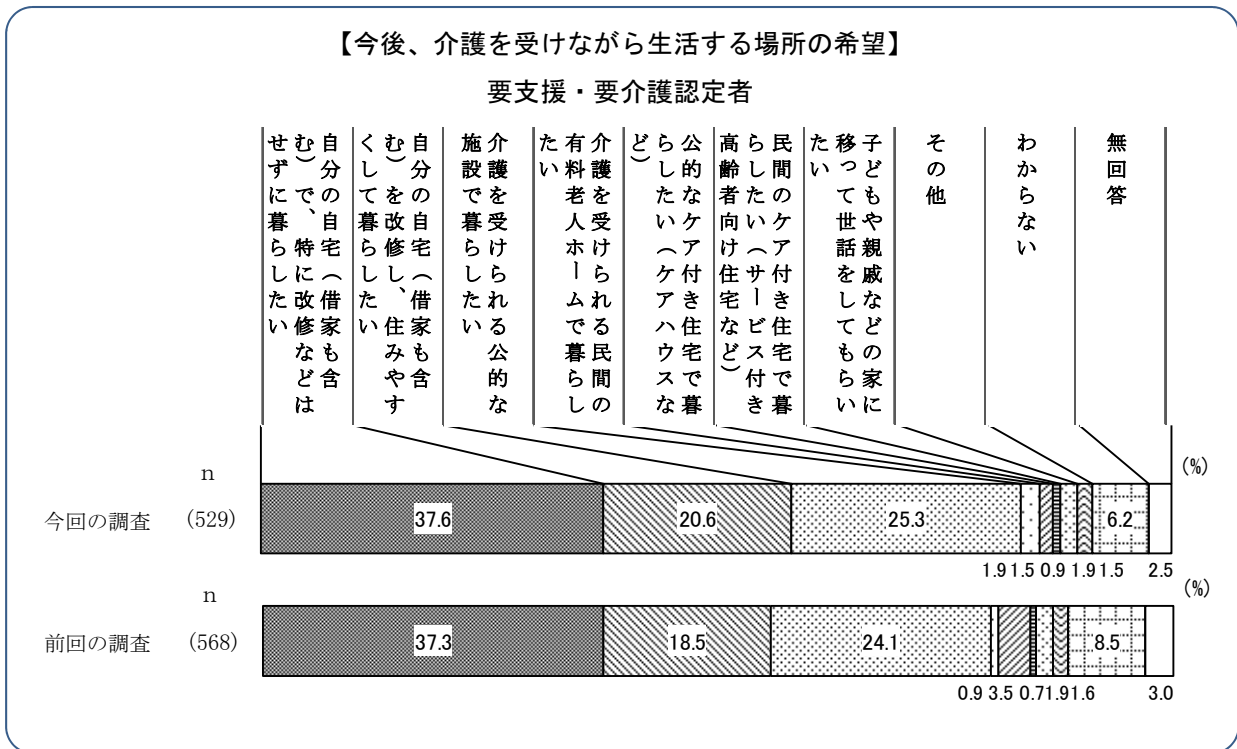 【今後、介護を受けながら生活する場所の希望】
要支援・要介護認定者
自分の自宅（借家も含
む）で、特に改修などは
せずに暮らしたい
自分の自宅（借家も含
む）を改修し、住みやす
くして暮らしたい
介護を受けられる公的な
施設で暮らしたい
介護を受けられる民間の
有料老人ホームで暮らし
たい
公的なケア付き住宅で暮
らしたい（ケアハウスな
ど）
民間のケア付き住宅で暮
らしたい（サービス付き
高齢者向け住宅など）
子どもや親戚などの家に
移って世話をしてもらい
たい
その他
わからない
無回答
(%)
n
今回の調査 (529) 37.6 20.6 25.3 6.2
1.9 1.5 0.9 1.9 1.5 2.5
(%)
n
前回の調査 (568) 37.3 18.5 24.1 8.5
0.9 3.5 0.7 1.9 1.6 3.0